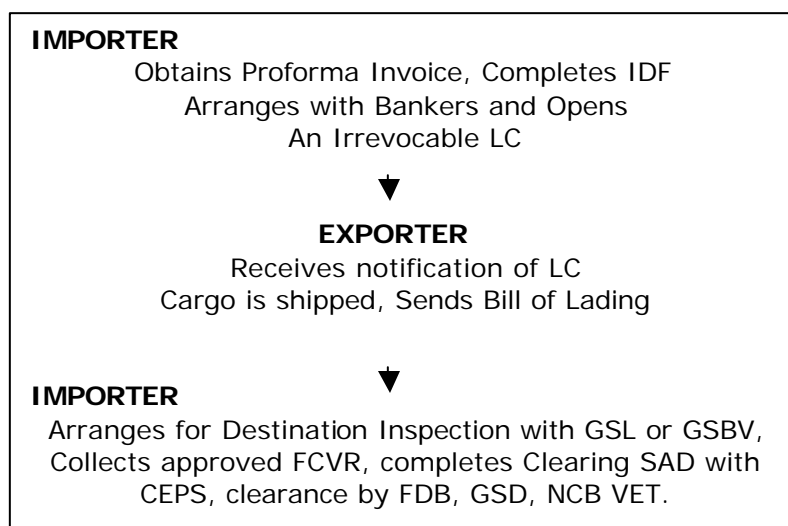 IMPORTER
Obtains Proforma Invoice, Completes IDF
Arranges with Bankers and Opens
An Irrevocable LC
EXPORTER
Receives notification of LC
Cargo is shipped, Sends Bill of Lading
IMPORTER
Arranges for Destination Inspection with GSL or GSBV,
Collects approved FCVR, completes Clearing SAD with
CEPS, clearance by FDB, GSD, NCB VET.